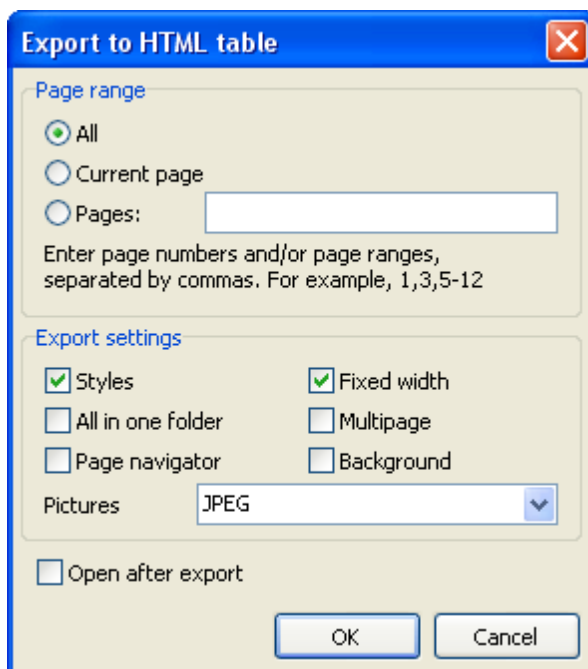 Export to HTML table
Page range
All
Current page
Pages:
Enter page numbers and/or page ranges,
separated by commas. For example, 1,3,5-12
Export settings
Styles
Fixed width
All in one folder
Multipage
Page navigator
Background
Pictures
JPEG
Open after export
OK
Cancel